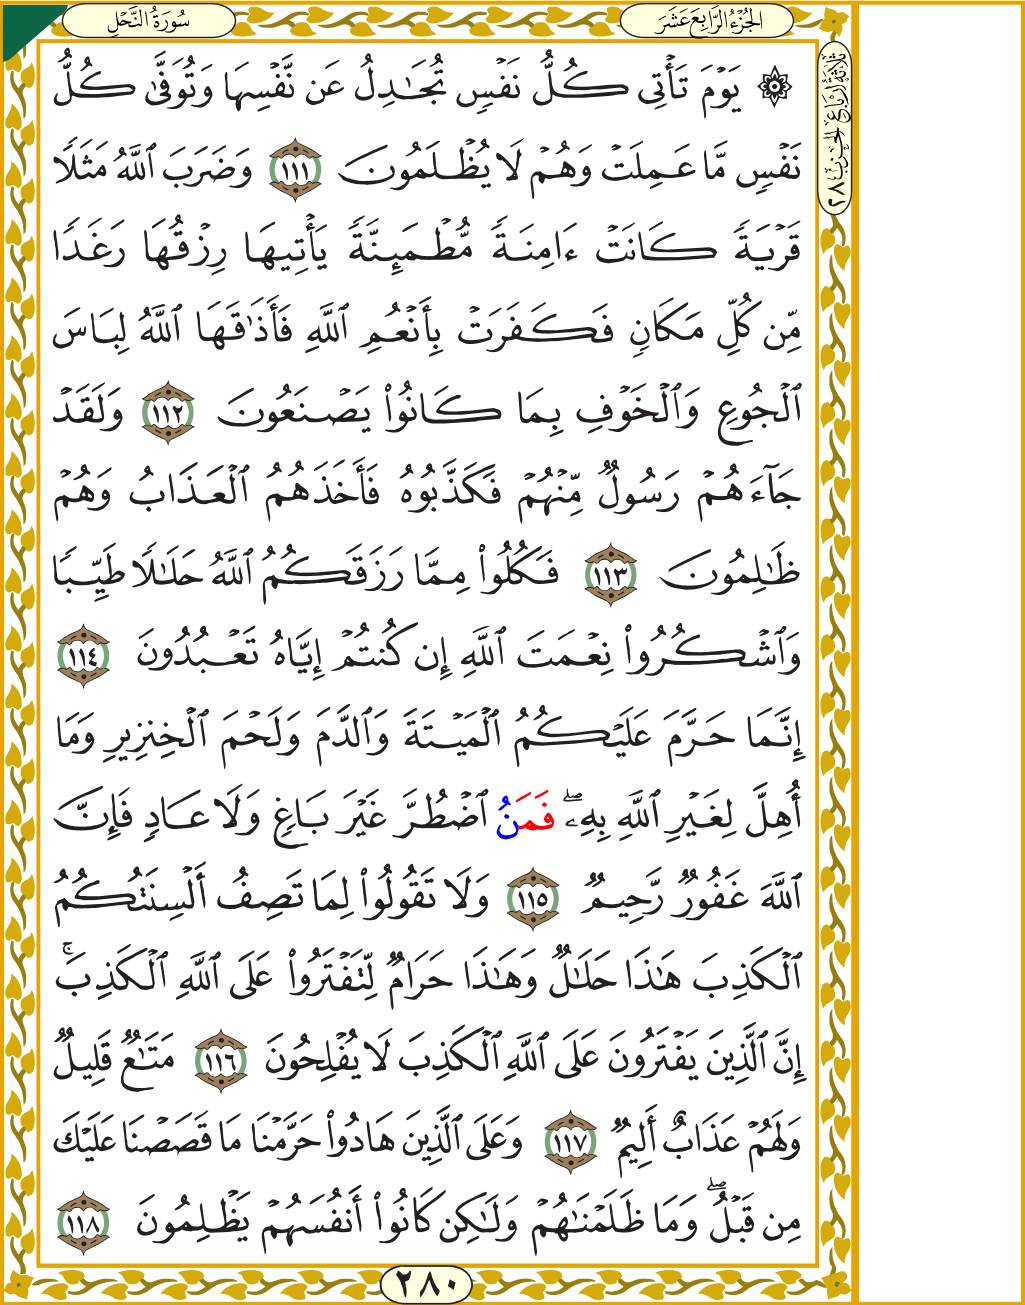 سُورَةُ النَّحْلِ
الجُزْءُ الرَّابِعَ عَشَرَ
ثَلَاثَةُ أَرْبَاعِ الحِزْبِ ٢٨
۞ يَوْمَ تَأْتِى كُلُّ نَفْسٍ تُجَـٰدِلُ عَن نَّفْسِهَا وَتُوَفَّىٰ كُلُّ
نَفْسٍ مَّا عَمِلَتْ وَهُمْ لَا يُظْلَمُونَ ١١١ وَضَرَبَ ٱللَّهُ مَثَلًا
قَرْيَةً كَانَتْ ءَامِنَةً مُّطْمَئِنَّةً يَأْتِيهَا رِزْقُهَا رَغَدًا
مِّن كُلِّ مَكَانٍ فَكَفَرَتْ بِأَنْعُمِ ٱللَّهِ فَأَذَٰقَهَا ٱللَّهُ لِبَاسَ
ٱلْجُوعِ وَٱلْخَوْفِ بِمَا كَانُوا۟ يَصْنَعُونَ ١١٢ وَلَقَدْ
جَآءَهُمْ رَسُولٌ مِّنْهُمْ فَكَذَّبُوهُ فَأَخَذَهُمُ ٱلْعَذَابُ وَهُمْ
ظَـٰلِمُونَ ١١٣ فَكُلُوا۟ مِمَّا رَزَقَكُمُ ٱللَّهُ حَلَـٰلًا طَيِّبًا
وَٱشْكُرُوا۟ نِعْمَتَ ٱللَّهِ إِن كُنتُمْ إِيَّاهُ تَعْبُدُونَ ١١٤
إِنَّمَا حَرَّمَ عَلَيْكُمُ ٱلْمَيْتَةَ وَٱلدَّمَ وَلَحْمَ ٱلْخِنزِيرِ وَمَا
أُهِلَّ لِغَيْرِ ٱللَّهِ بِهِۦۖ فَمَنُ ٱضْطُرَّ غَيْرَ بَاغٍ وَلَا عَادٍ فَإِنَّ
ٱللَّهَ غَفُورٌ رَّحِيمٌ ١١٥ وَلَا تَقُولُوا۟ لِمَا تَصِفُ أَلْسِنَتُكُمُ
ٱلْكَذِبَ هَـٰذَا حَلَـٰلٌ وَهَـٰذَا حَرَامٌ لِّتَفْتَرُوا۟ عَلَى ٱللَّهِ ٱلْكَذِبَۚ
إِنَّ ٱلَّذِينَ يَفْتَرُونَ عَلَى ٱللَّهِ ٱلْكَذِبَ لَا يُفْلِحُونَ ١١٦ مَتَـٰعٌ قَلِيلٌ
وَلَهُمْ عَذَابٌ أَلِيمٌ ١١٧ وَعَلَى ٱلَّذِينَ هَادُوا۟ حَرَّمْنَا مَا قَصَصْنَا عَلَيْكَ
مِن قَبْلُۖ وَمَا ظَلَمْنَـٰهُمْ وَلَـٰكِن كَانُوٓا۟ أَنفُسَهُمْ يَظْلِمُونَ ١١٨
٢٨٠